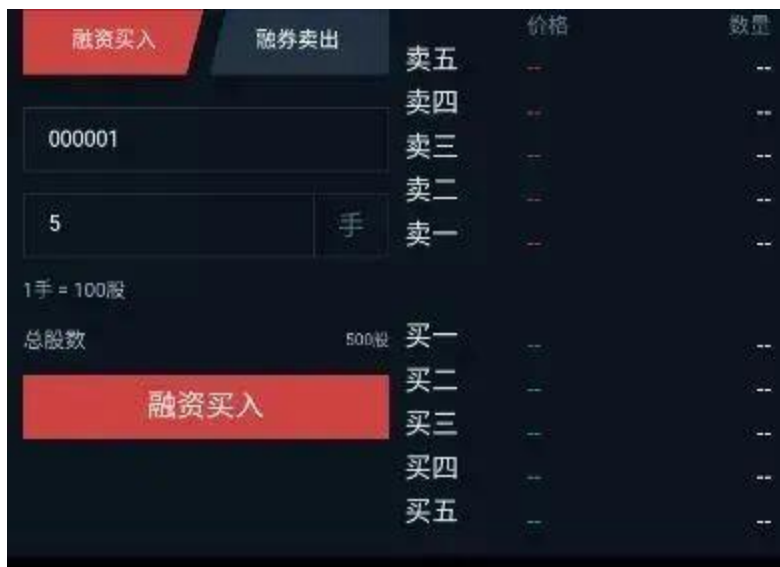 融资买入
融券卖出
000001
5
手
1手 = 100股
总股数
500股
融资买入
价格
数量
卖五
--
--
卖四
--
--
卖三
--
--
卖二
--
--
卖一
--
--
买一
--
--
买二
--
--
买三
--
--
买四
--
--
买五
--
--